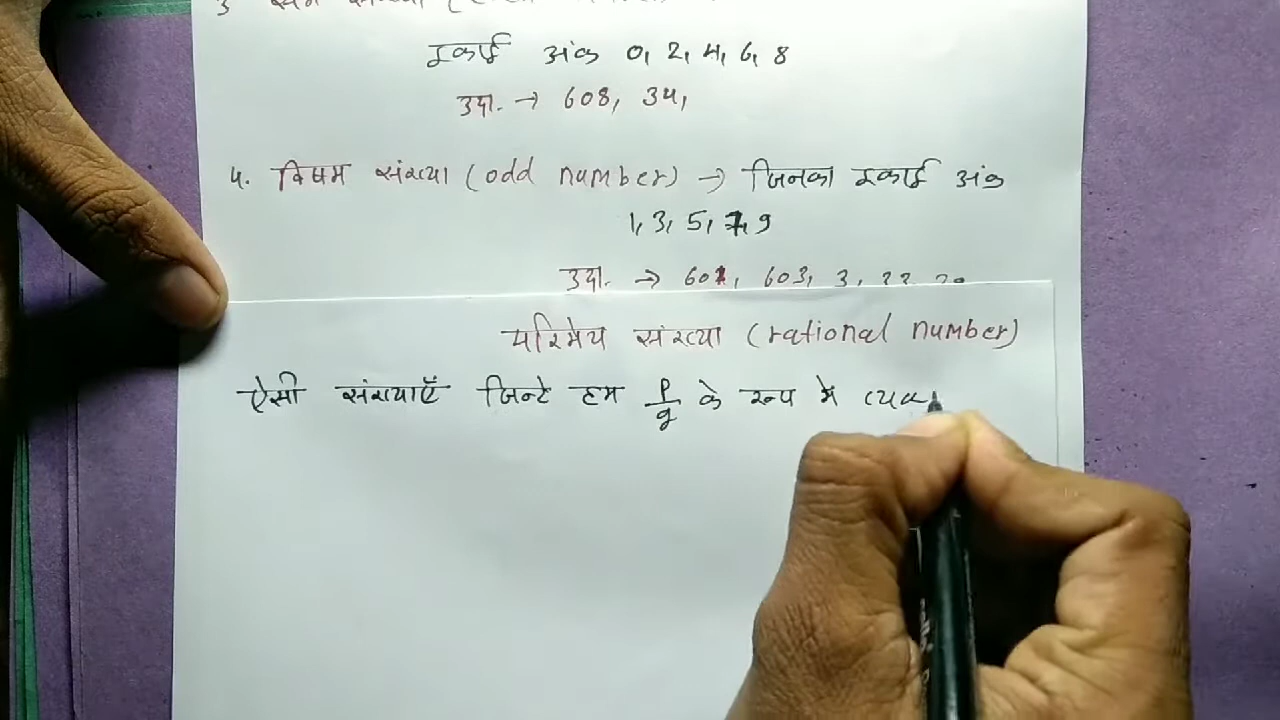 इकाई अंक 0, 2, 4, 6, 8
उदा. → 608, 34,
4. विषम संख्या (odd number) → जिनका इकाई अंक
1, 3, 5, 7, 9
उदा. → 601, 603, 3,
परिमेय संख्या (rational number)
ऐसी संख्याएँ जिन्हे हम p/q के रूप में